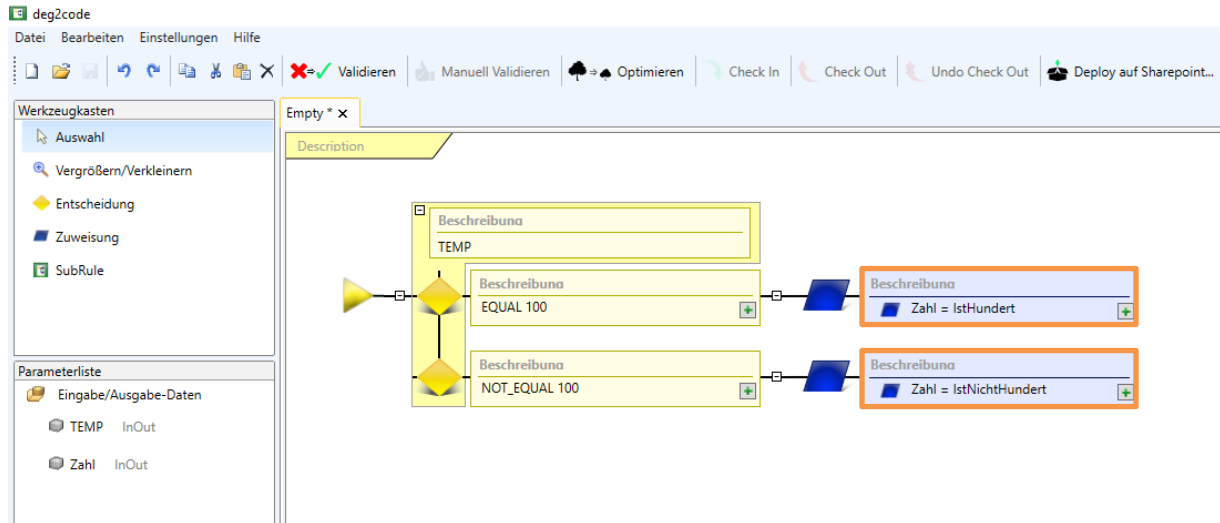 deg2code
Datei Bearbeiten Einstellungen Hilfe
Validieren Manuell Validieren Optimieren Check In Check Out Undo Check Out Deploy auf Sharepoint...
Werkzeugkasten
Empty * x
Auswahl
Description
Vergrößern/Verkleinern
Entscheidung
Zuweisung
SubRule
Beschreibung
TEMP
Beschreibung
EQUAL 100
Beschreibung
Zahl = IstHundert
Beschreibung
NOT_EQUAL 100
Beschreibung
Zahl = IstNichtHundert
Parameterliste
Eingabe/Ausgabe-Daten
TEMP InOut
Zahl InOut